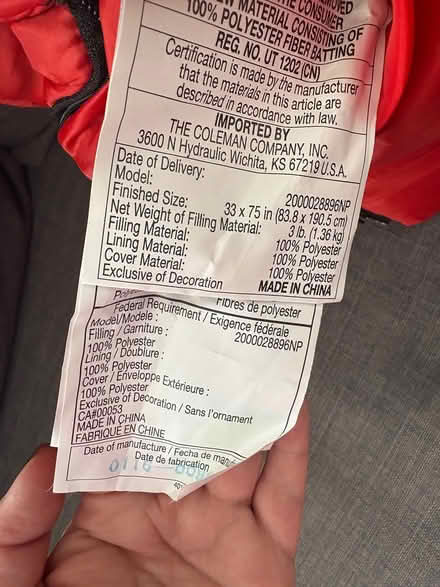 THE CONSUMER
MATERIAL CONSISTING OF
100% POLYESTER FIBER BATTING
REG. NO. UT 1202 (CN)
Certification is made by the manufacturer
that the materials in this article are
described in accordance with law.
IMPORTED BY
THE COLEMAN COMPANY, INC.
3600 N Hydraulic Wichita, KS 67219 U.S.A.
Date of Delivery:
Model: 2000028896NP
Finished Size: 33 x 75 in (83.8 x 190.5 cm)
Net Weight of Filling Material: 3 lb. (1.36 kg)
Filling Material: 100% Polyester
Lining Material: 100% Polyester
Cover Material: 100% Polyester
Exclusive of Decoration MADE IN CHINA
Fibres de polyester
Federal Requirement / Exigence fédérale
Model/Modèle : 2000028896NP
Filling / Garniture :
100% Polyester
Lining / Doublure :
100% Polyester
Cover / Enveloppe Extérieure :
100% Polyester
Exclusive of Decoration / Sans l'ornament
CA#00053
MADE IN CHINA
FABRIQUE EN CHINE
Date of manufacture / Fecha de
Date de fabrication